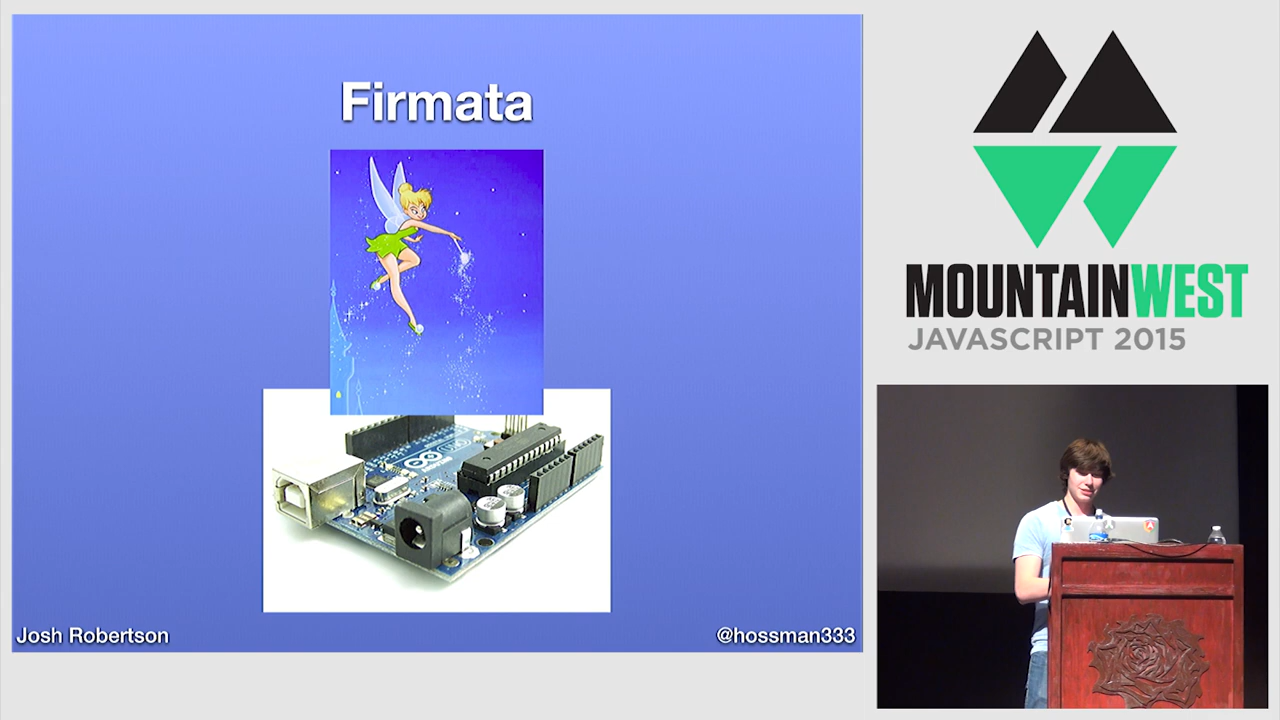 Firmata
Josh Robertson
@hossman333
MOUNTAINWEST
JAVASCRIPT 2015